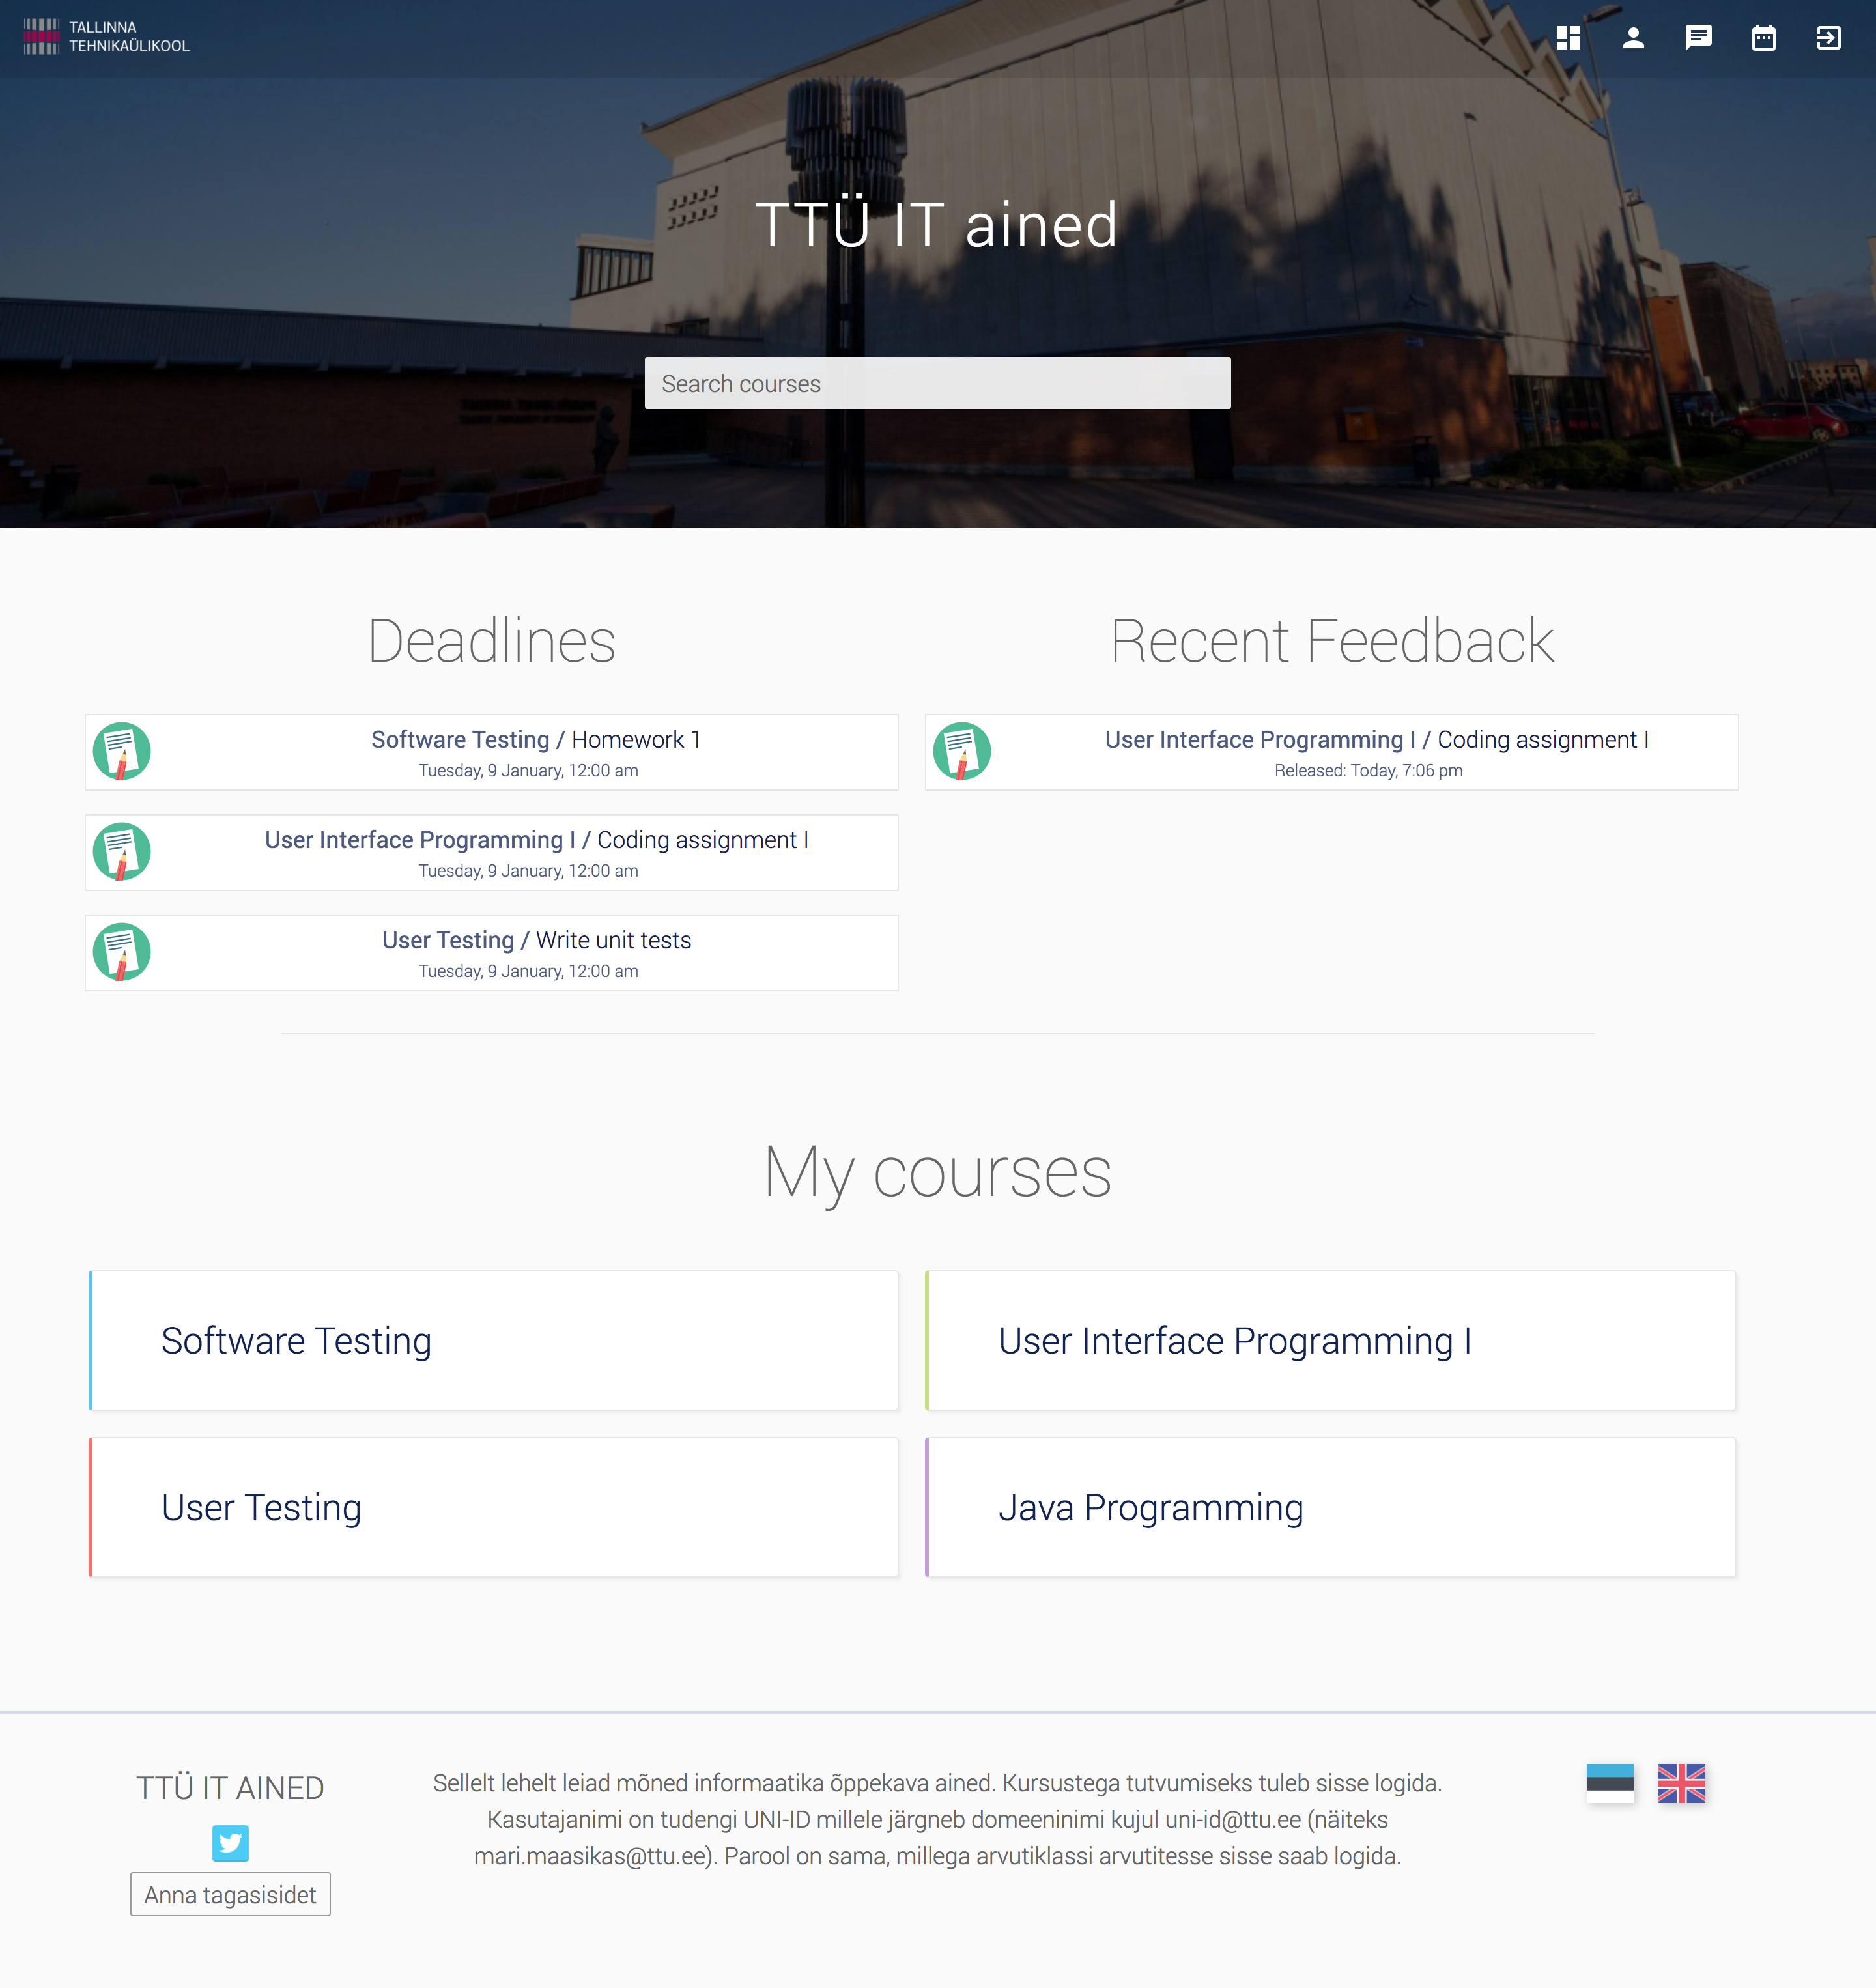 TALLINNA
TEHNIKAÜLIKOOL
TTÜ IT ained
Search courses
Deadlines
Software Testing / Homework 1
Tuesday, 9 January, 12:00 am
User Interface Programming I / Coding assignment I
Tuesday, 9 January, 12:00 am
User Testing / Write unit tests
Tuesday, 9 January, 12:00 am
Recent Feedback
User Interface Programming I / Coding assignment I
Released: Today, 7:06 pm
My courses
Software Testing
User Interface Programming I
User Testing
Java Programming
TTÜ IT AINED
Anna tagasisidet
Sellelt lehelt leiad mõned informaatika õppekava ained. Kursustega tutvumiseks tuleb sisse logida.
Kasutajanimi on tudengi UNI-ID millele järgneb domeeninimi kujul uni-id@ttu.ee (näiteks
mari.maasikas@ttu.ee). Parool on sama, millega arvutiklassi arvutitesse sisse saab logida.